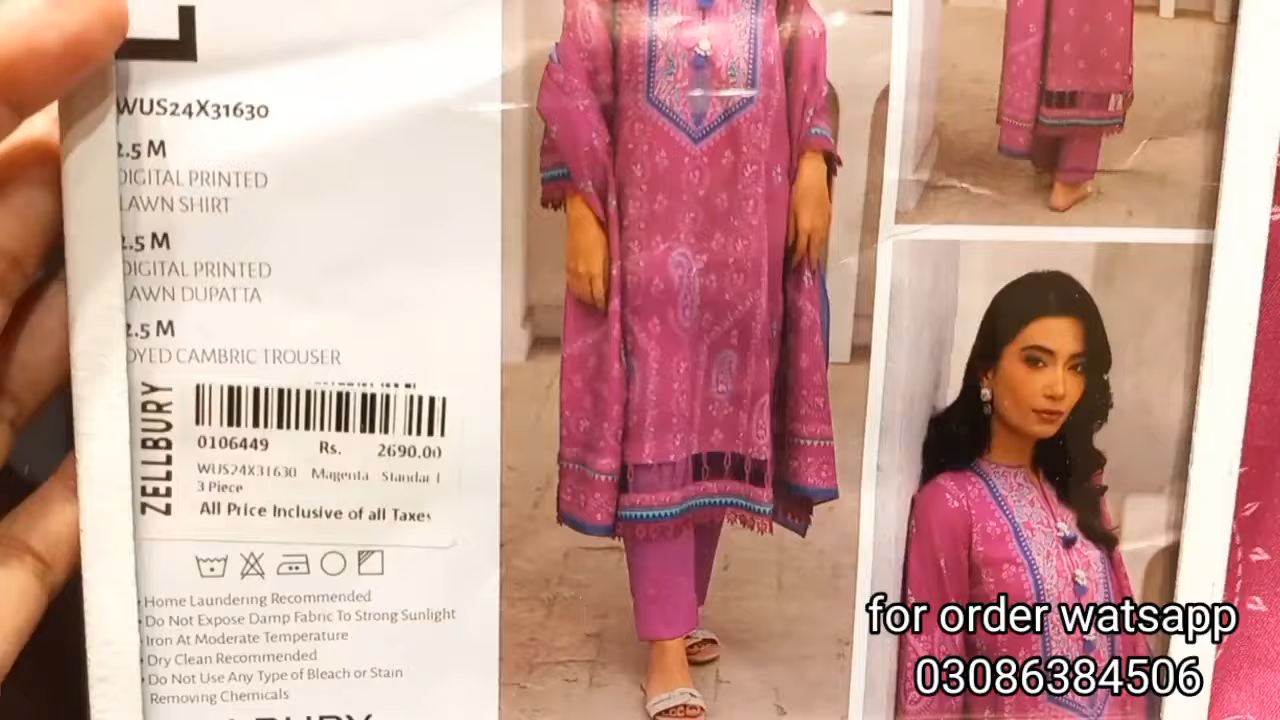 WUS24X31630
2.5 M
DIGITAL PRINTED
LAWN SHIRT
2.5 M
DIGITAL PRINTED
LAWN DUPATTA
2.5 M
DYED CAMBRIC TROUSER
ZELLBURY
0106449 Rs. 2690.00
WUS24X31630 Magenta Standar
3 Piece
All Price Inclusive of all Taxes
• Home Laundering Recommended
• Do Not Expose Damp Fabric To Strong Sunlight
• Iron At Moderate Temperature
• Dry Clean Recommended
• Do Not Use Any Type of Bleach or Stain
Removing Chemicals
for order watsapp
03086384506